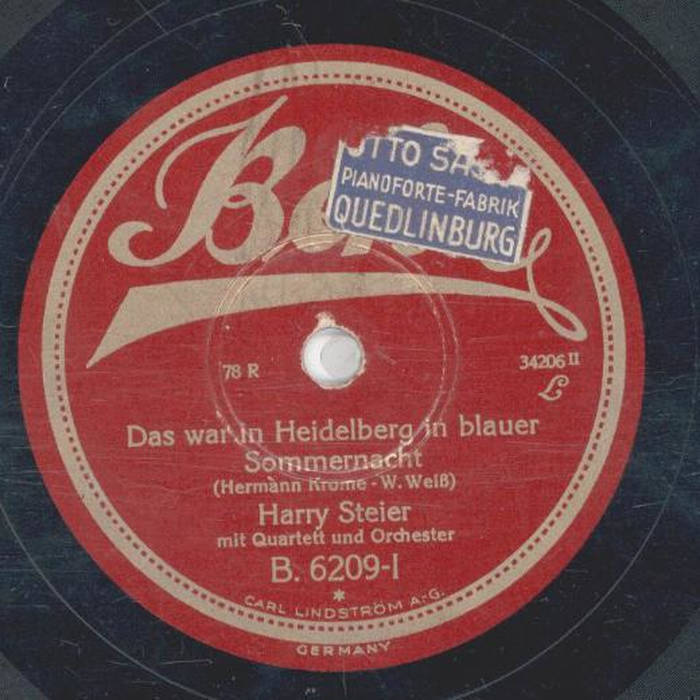 OTTO
PIANOFORTE-FABRIK
QUEDLINBURG
78 R
34206 II
L
Das war in Heidelberg in blauer
Sommernacht
(Hermann Krome - W. Weiß)
Harry Steier
mit Quartett und Orchester
B. 6209-I
*
CARL LINDSTRÖM A-G.
GERMANY